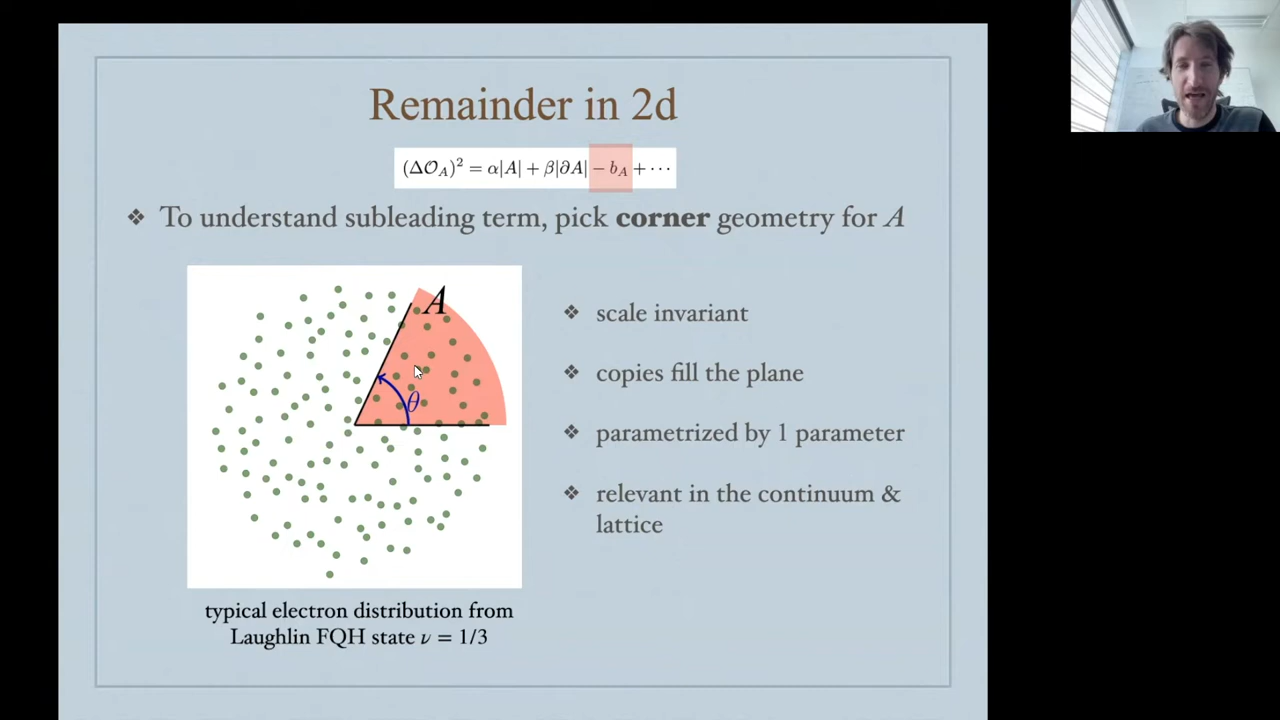 Remainder in 2d
(ΔO_A)² = α|A| + β|∂A| − b_A + ···
❖ To understand subleading term, pick corner geometry for A
A
θ
❖ scale invariant
❖ copies fill the plane
❖ parametrized by 1 parameter
❖ relevant in the continuum &
lattice
typical electron distribution from
Laughlin FQH state ν = 1/3